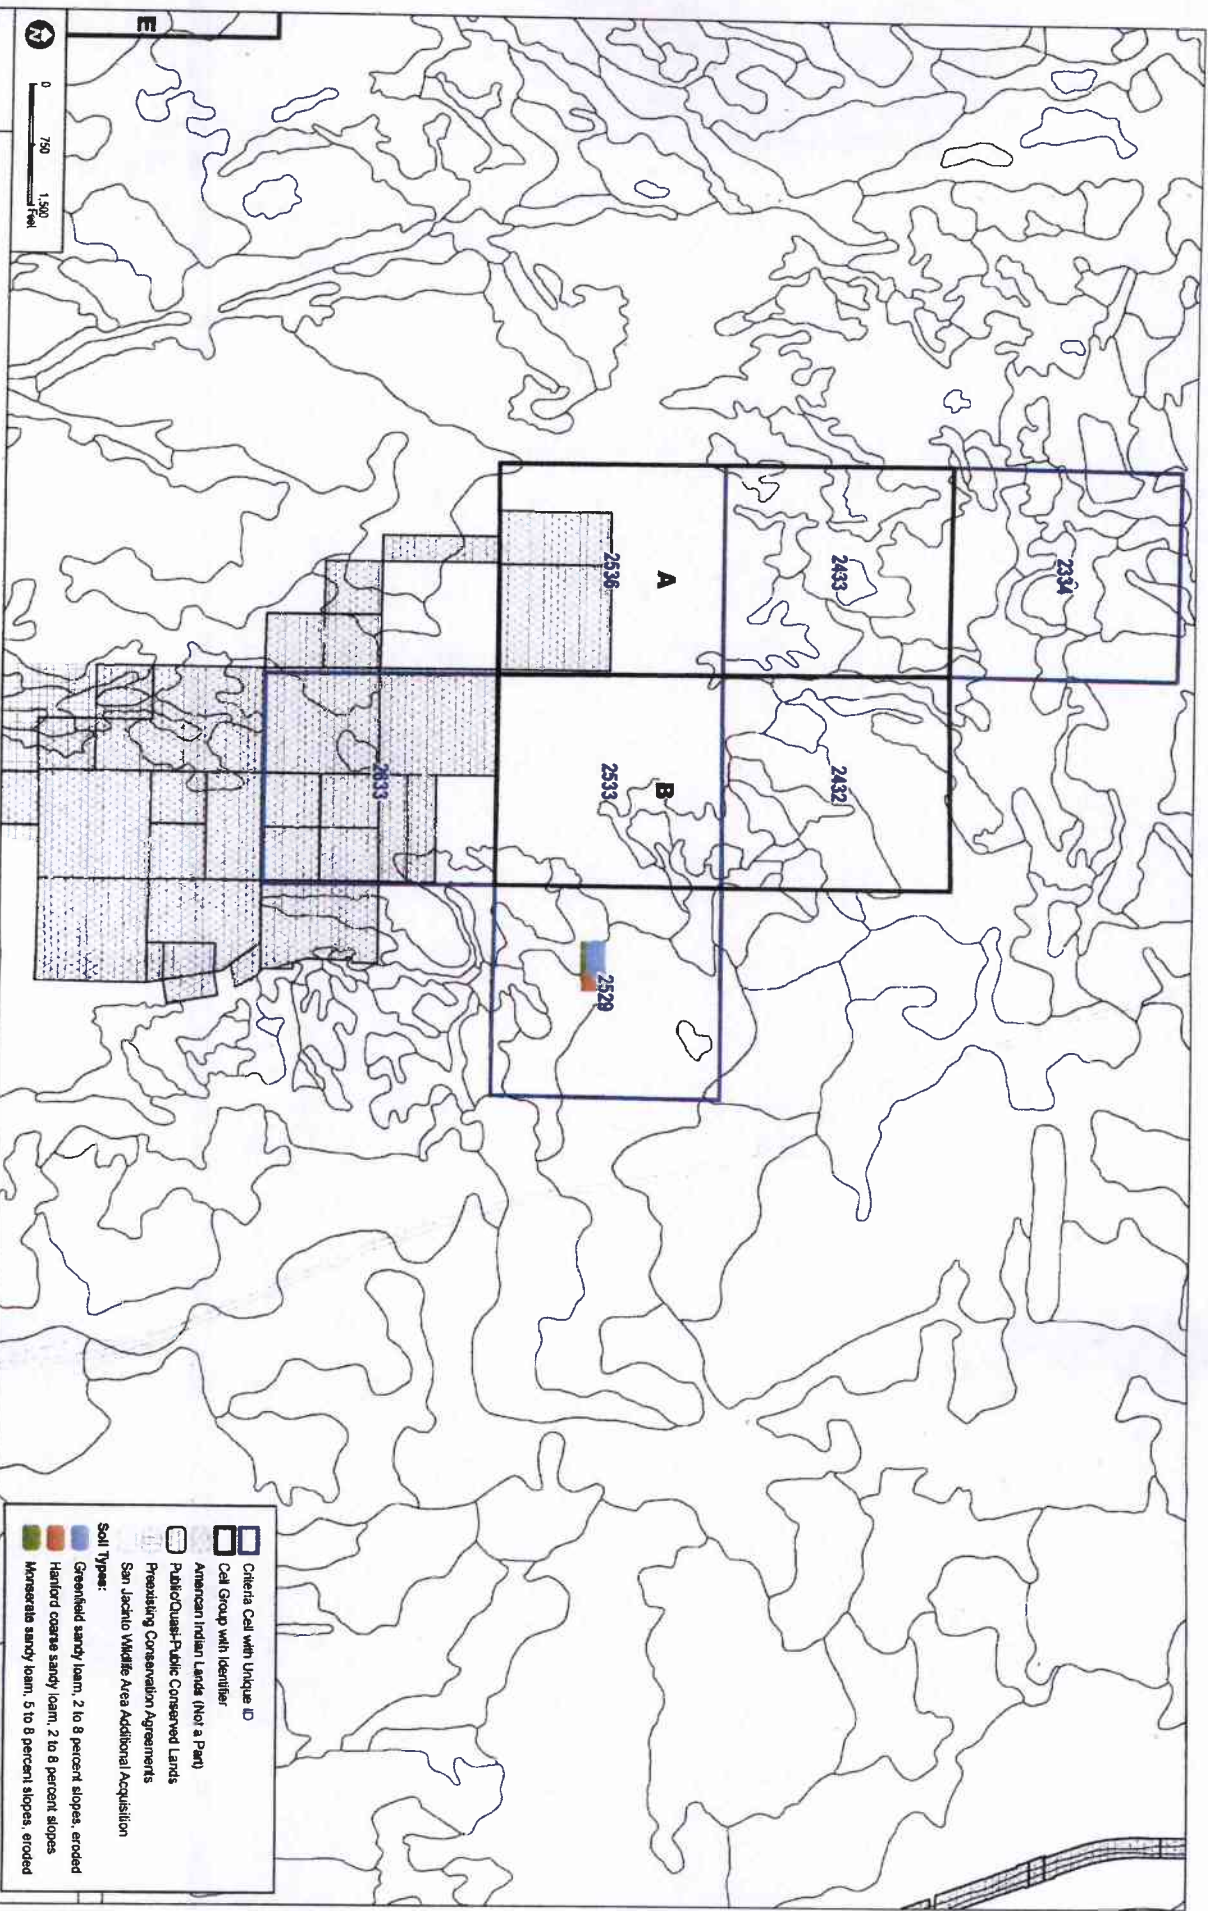 E
N
0 750 1,500
Feet
2334
2433
2432
A
2536
B
2533
2529
2633
Criteria Cell with Unique ID
Cell Group with Identifier
American Indian Lands (Not a Part)
Public/Quasi-Public Conserved Lands
Preexisting Conservation Agreements
San Jacinto Wildlife Area Additional Acquisition
Soil Types:
Greenfield sandy loam, 2 to 8 percent slopes, eroded
Hanford coarse sandy loam, 2 to 8 percent slopes
Monserate sandy loam, 5 to 8 percent slopes, eroded